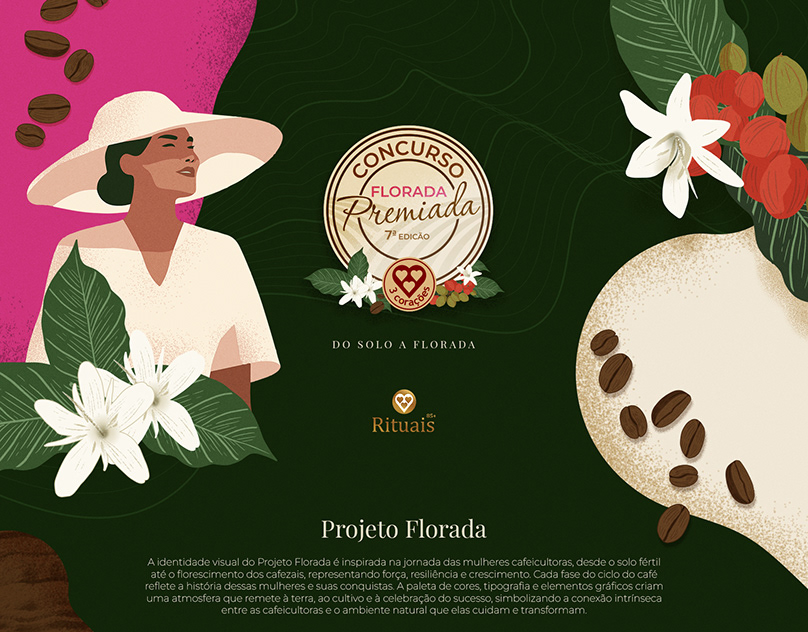 CONCURSO
FLORADA
Premiada
7ª EDICÃO
3 corações
DO SOLO A FLORADA
Rituais 85+
Projeto Florada
A identidade visual do Projeto Florada é inspirada na jornada das mulheres cafeicultoras, desde o solo fértil
até o florescimento dos cafezais, representando força, resiliência e crescimento. Cada fase do ciclo do café
reflete a história dessas mulheres e suas conquistas. A paleta de cores, tipografia e elementos gráficos criam
uma atmosfera que remete à terra, ao cultivo e à celebração do sucesso, simbolizando a conexão intrínseca
entre as cafeicultoras e o ambiente natural que elas cuidam e transformam.